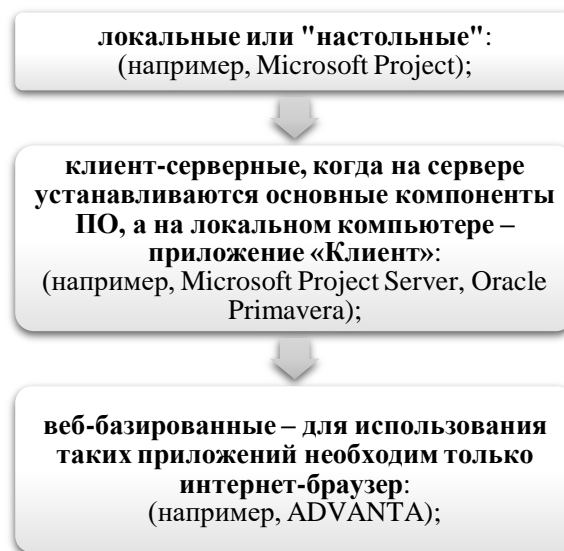 локальные или "настольные":
(например, Microsoft Project);
клиент-серверные, когда на сервере
устанавливаются основные компоненты
ПО, а на локальном компьютере –
приложение «Клиент»:
(например, Microsoft Project Server, Oracle
Primavera);
веб-базированные – для использования
таких приложений необходим только
интернет-браузер:
(например, ADVANTA);